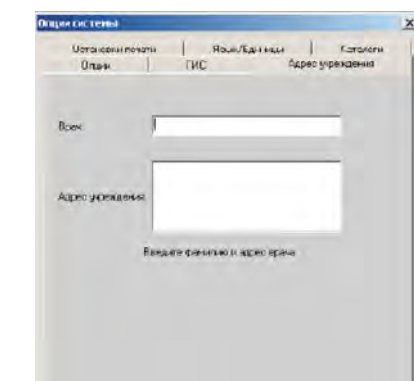 Опции системы
Установки печати Язык/Единицы Каталоги
Опции ГИС Адрес учреждения
Врач
Адрес учреждения
Введите фамилию и адрес врача